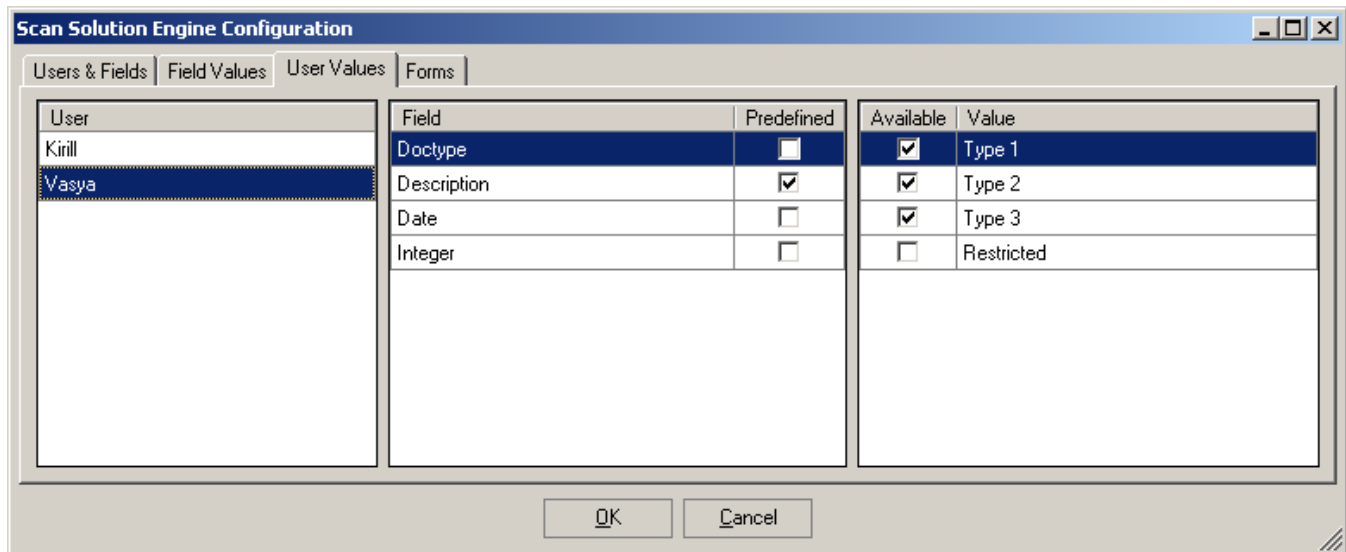 Scan Solution Engine Configuration
Users & Fields Field Values User Values Forms
User Field Predefined Available Value
Kirill Doctype Type 1
Vasya Description Type 2
Date Type 3
Integer Restricted
OK Cancel